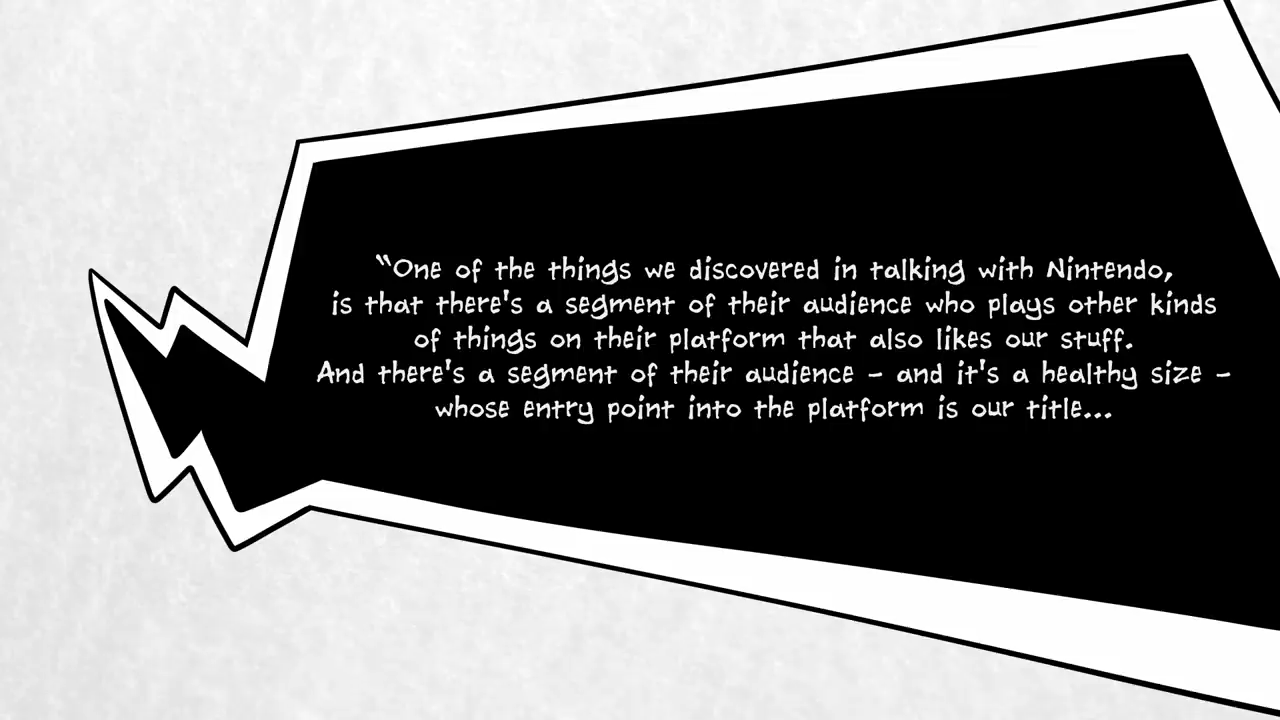 “One of the things we discovered in talking with Nintendo,
is that there's a segment of their audience who plays other kinds
of things on their platform that also likes our stuff.
And there's a segment of their audience - and it's a healthy size -
whose entry point into the platform is our title...